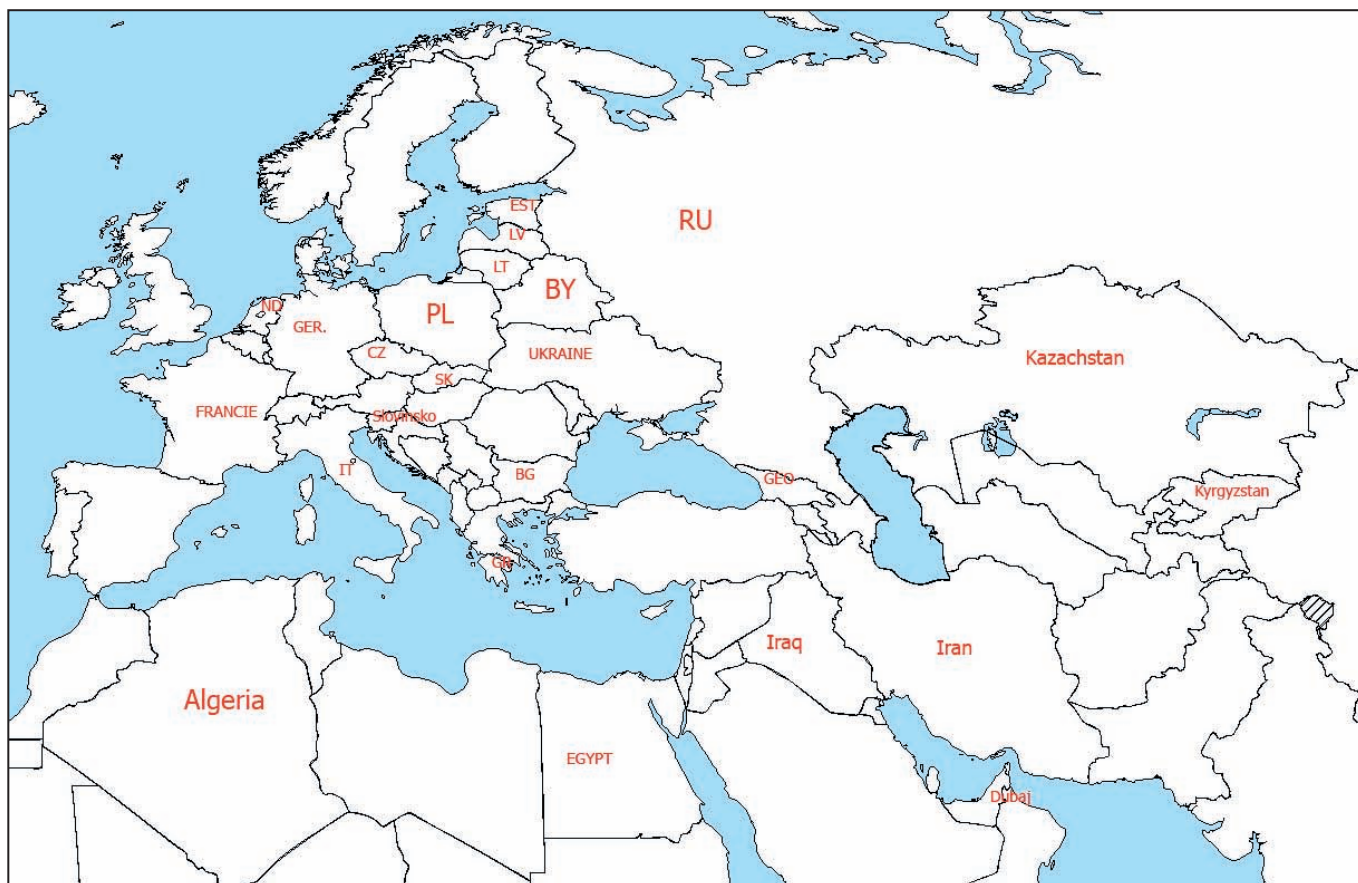 EST.
LV
RU
LT
BY
ND
PL
GER.
CZ
UKRAINE
Kazachstan
SK
FRANCIE
Slovinsko
IT
BG
GEO
Kyrgyzstan
GR
Iraq
Iran
Algeria
EGYPT
Dubaj